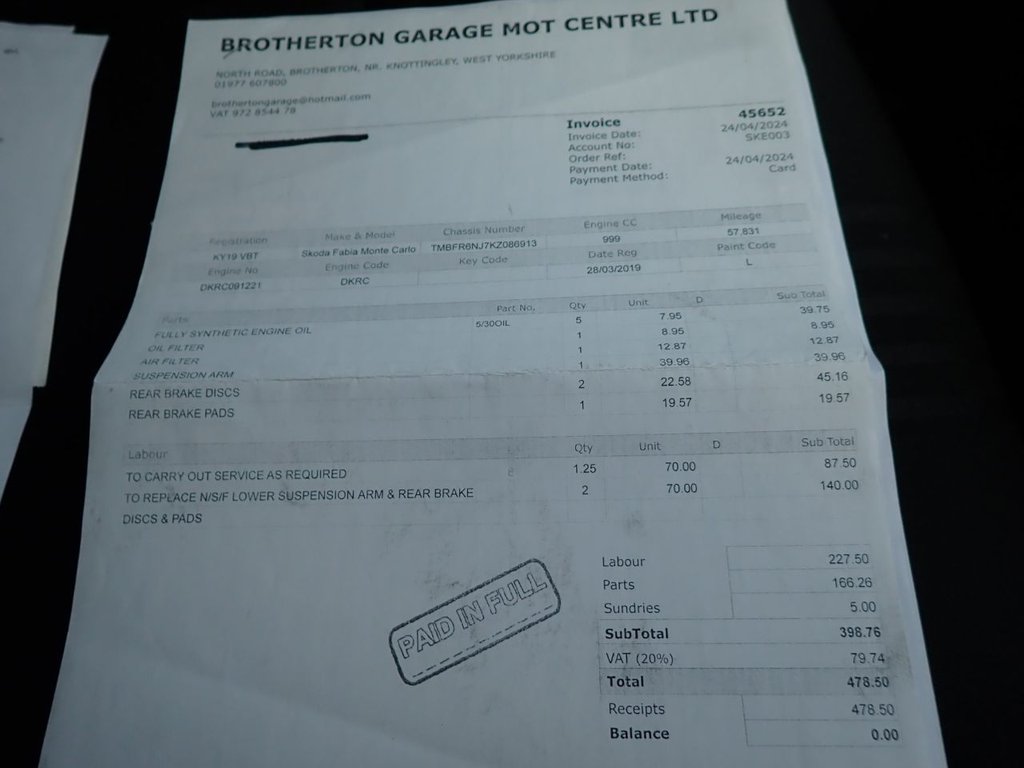 BROTHERTON GARAGE MOT CENTRE LTD
NORTH ROAD, BROTHERTON, NR. KNOTTINGLEY, WEST YORKSHIRE
01977 607800
brothertongarage@hotmail.com
VAT 972 8544 78
Invoice 45652
Invoice Date: 24/04/2024
Account No: SKE003
Order Ref:
Payment Date: 24/04/2024
Payment Method: Card
Registration Make & Model Chassis Number Engine CC Mileage
KY19 VBT Skoda Fabia Monte Carlo TMBFR6NJ7KZ086913 999 57,831
Engine No Engine Code Key Code Date Reg Paint Code
DKRC091221 DKRC 28/03/2019 L
Parts Part No. Qty Unit D Sub Total
FULLY SYNTHETIC ENGINE OIL 5/30OIL 5 7.95 39.75
OIL FILTER 1 8.95 8.95
AIR FILTER 1 12.87 12.87
SUSPENSION ARM 1 39.96 39.96
REAR BRAKE DISCS 2 22.58 45.16
REAR BRAKE PADS 1 19.57 19.57
Labour Qty Unit D Sub Total
TO CARRY OUT SERVICE AS REQUIRED 1.25 70.00 87.50
TO REPLACE N/S/F LOWER SUSPENSION ARM & REAR BRAKE 2 70.00 140.00
DISCS & PADS
Labour 227.50
Parts 166.26
Sundries 5.00
SubTotal 398.76
VAT (20%) 79.74
Total 478.50
Receipts 478.50
Balance 0.00
PAID IN FULL